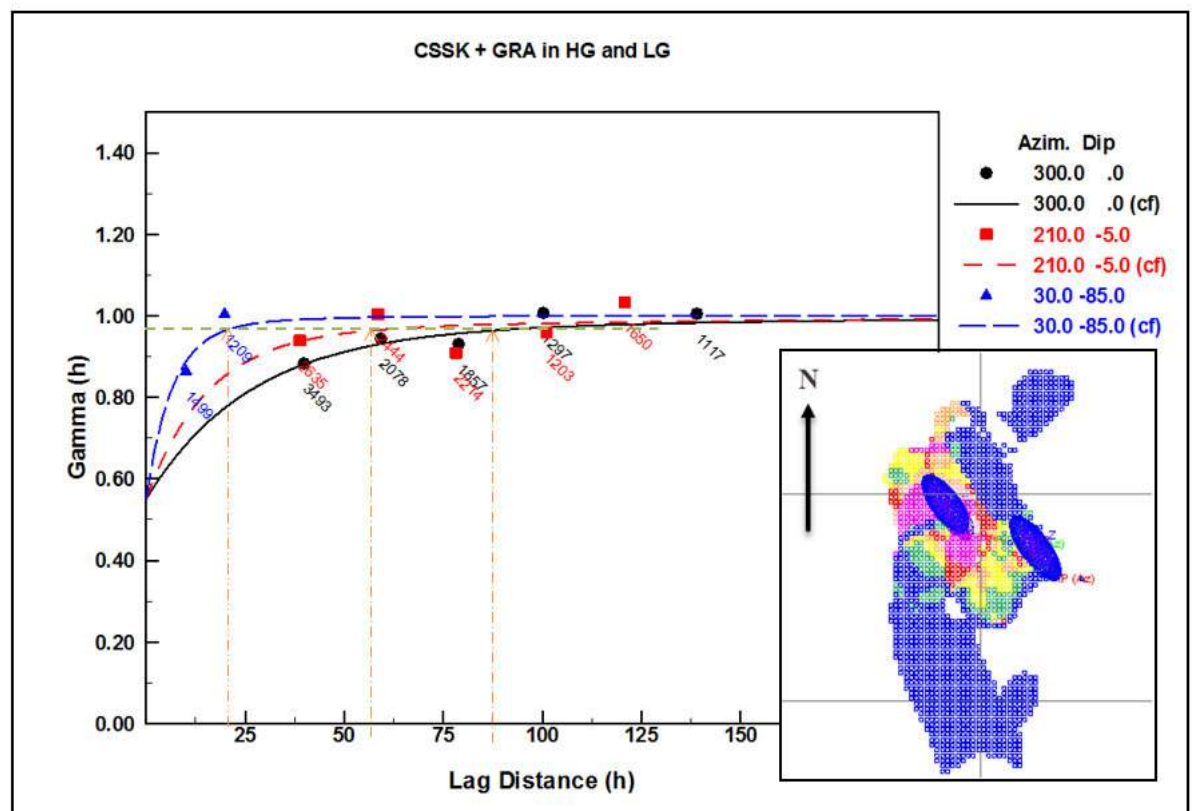 CSSK + GRA in HG and LG
Gamma (h)
1.40
1.20
1.00
0.80
0.60
0.40
0.20
0.00
25
50
75
100
125
150
Lag Distance (h)
1499
1209
3493
2078
1857
2214
1297
1203
1650
1117
Azim. Dip
300.0 .0
300.0 .0 (cf)
210.0 -5.0
210.0 -5.0 (cf)
30.0 -85.0
30.0 -85.0 (cf)
N
Z
P (Az)